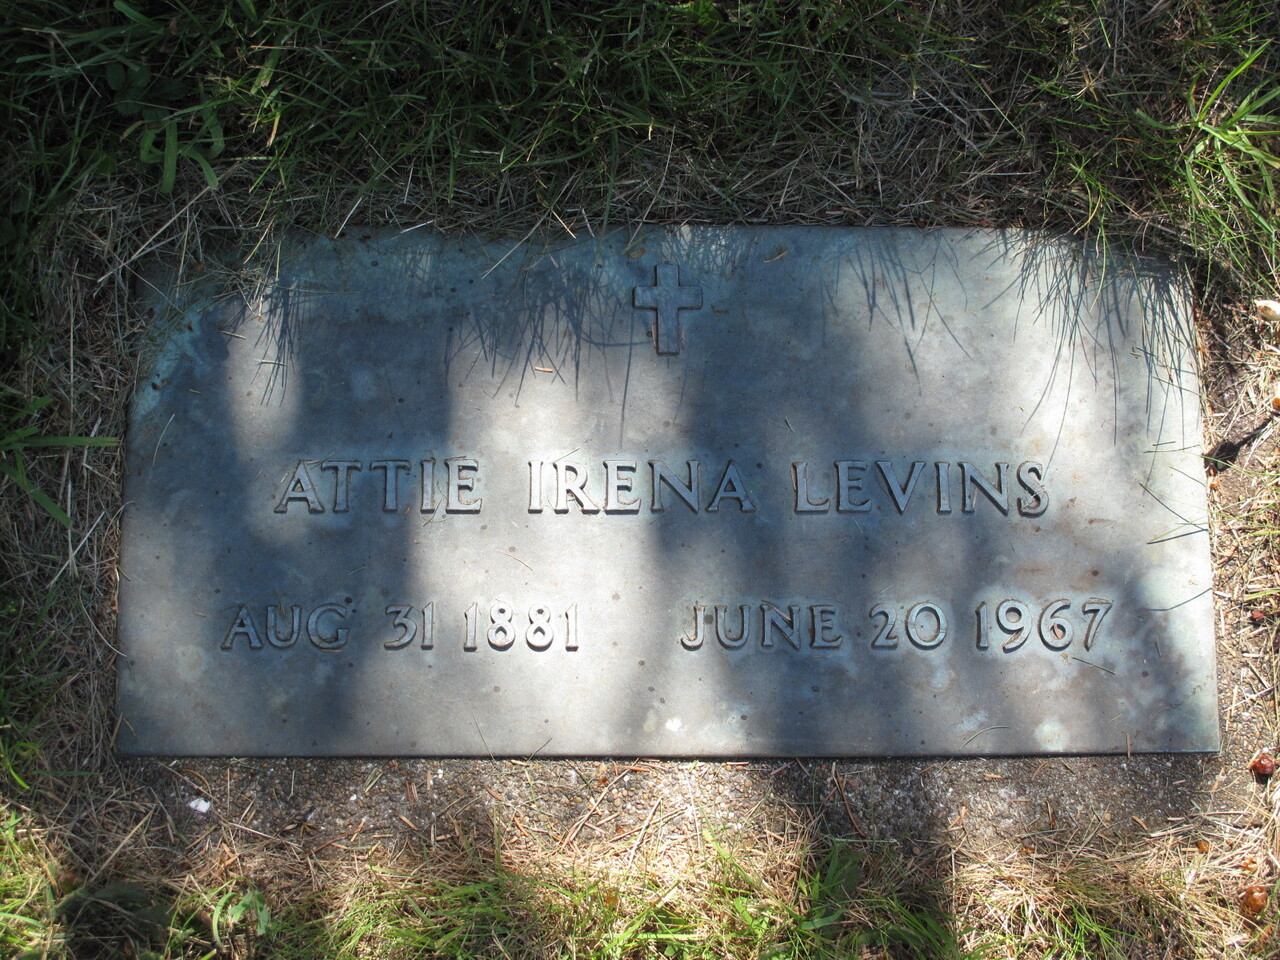 ATTIE IRENA LEVINS
AUG 31 1881 JUNE 20 1967